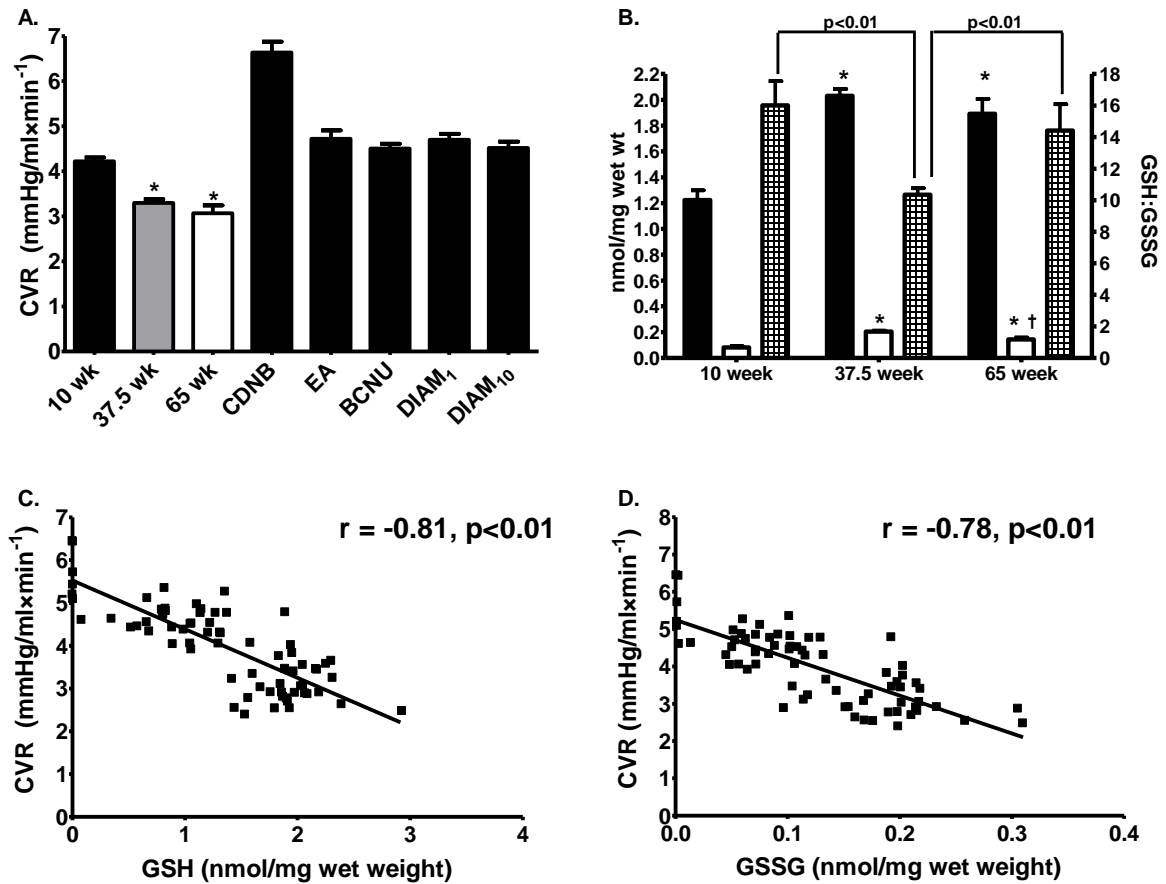 A.
CVR (mmHg/ml×min⁻¹)
7
6
5
4
3
2
1
0
*
*
10 wk
37.5 wk
65 wk
CDNB
EA
BCNU
DIAM₁
DIAM₁₀
B.
p<0.01
p<0.01
nmol/mg wet wt
2.2
2.0
1.8
1.6
1.4
1.2
1.0
0.8
0.6
0.4
0.2
0.0
*
*
*
* †
18
16
14
12
10
8
6
4
2
0
GSH:GSSG
10 week
37.5 week
65 week
C.
r = -0.81, p<0.01
CVR (mmHg/ml×min⁻¹)
7
6
5
4
3
2
1
0
0
1
2
3
4
GSH (nmol/mg wet weight)
D.
r = -0.78, p<0.01
CVR (mmHg/ml×min⁻¹)
8
7
6
5
4
3
2
1
0
0.0
0.1
0.2
0.3
0.4
GSSG (nmol/mg wet weight)